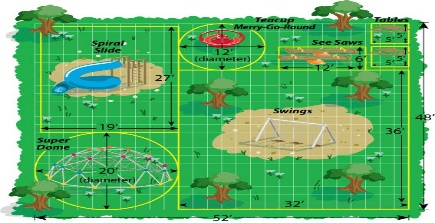 Teacup
Merry-Go-Round
Tables
Spiral
Slide
12'
(diameter)
See Saws
5'
5'
6'
5'
5'
12'
27'
48'
Swings
36'
19'
Super
Dome
20'
(diameter)
32'
52'